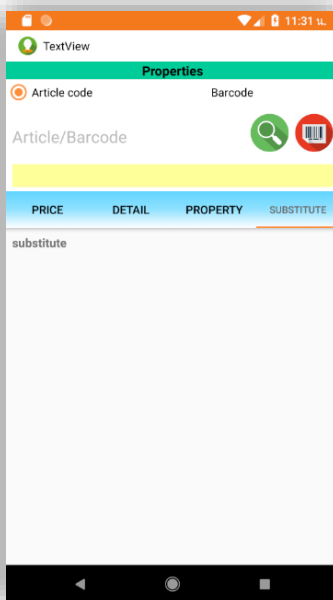 11:31 น.
TextView
Properties
Article code Barcode
Article/Barcode
PRICE DETAIL PROPERTY SUBSTITUTE
substitute